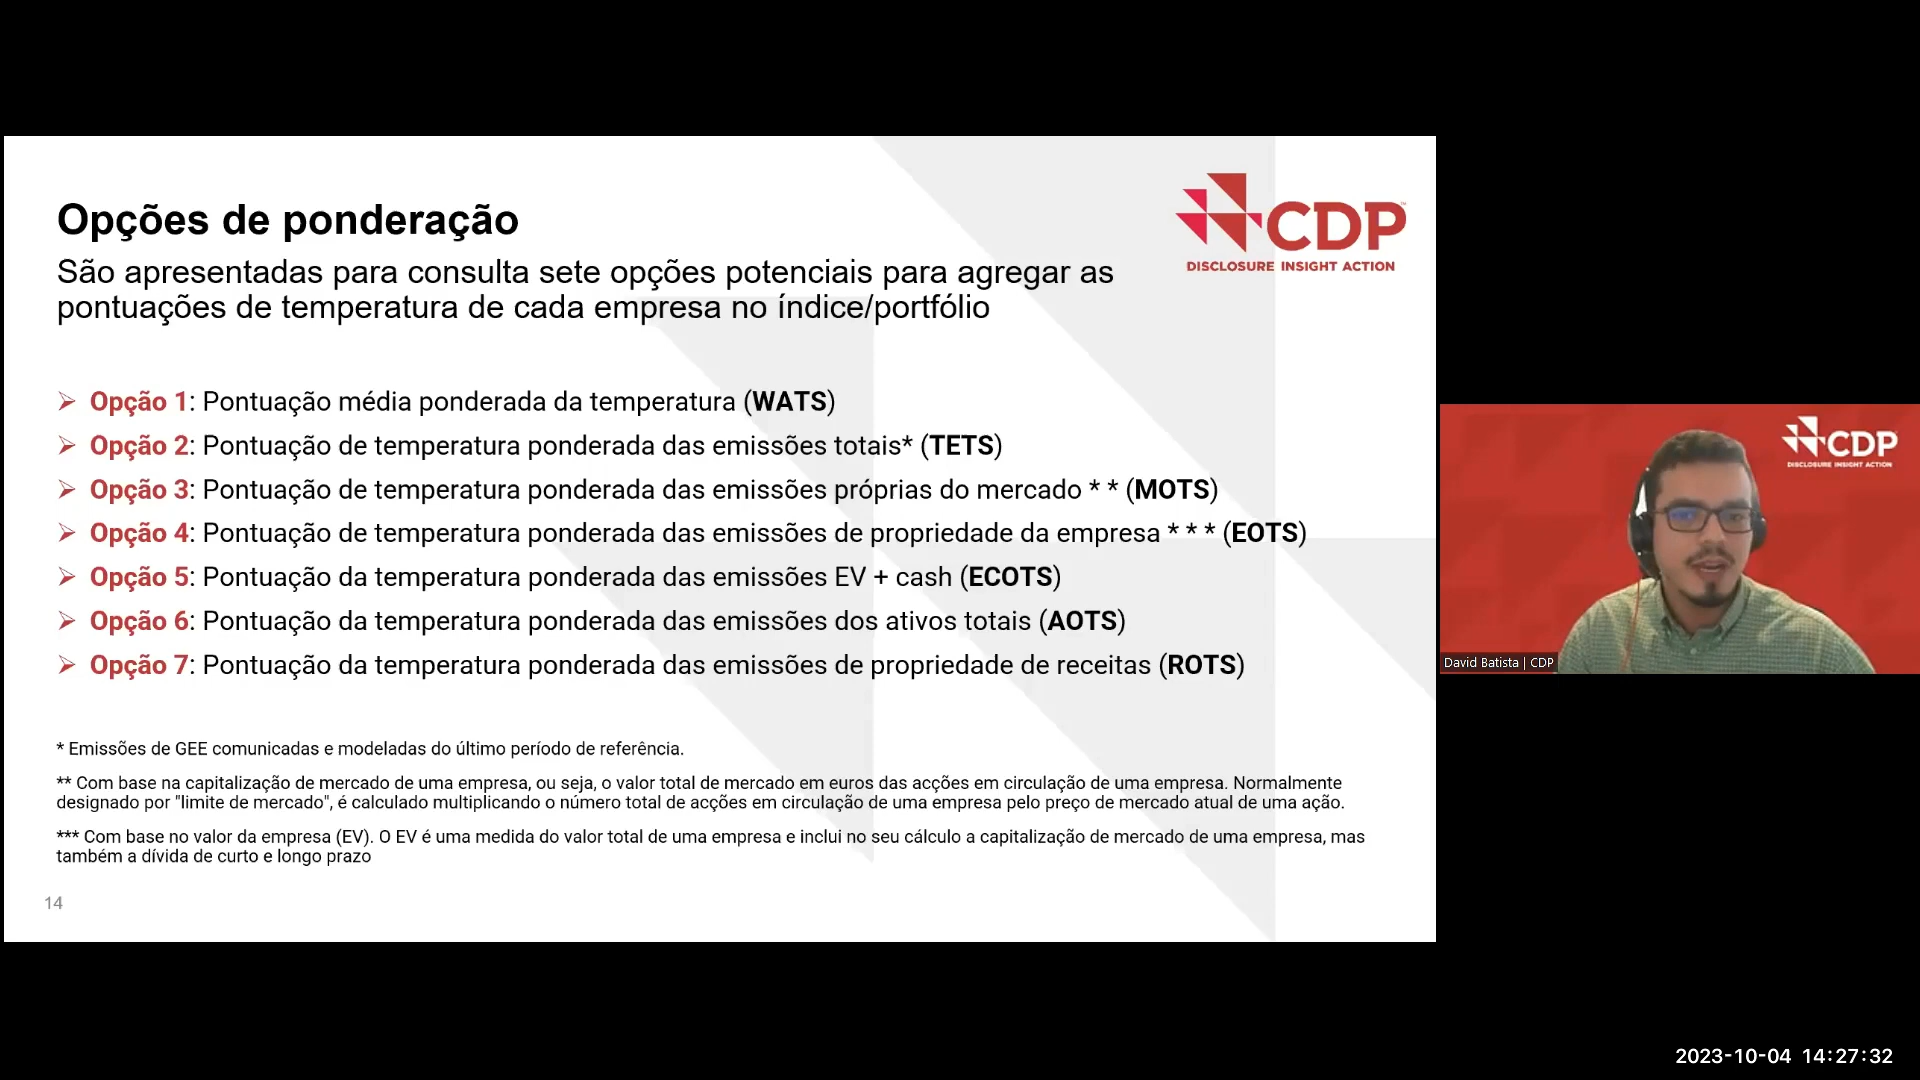 Opções de ponderação
São apresentadas para consulta sete opções potenciais para agregar as
pontuações de temperatura de cada empresa no índice/portfólio
CDP
DISCLOSURE INSIGHT ACTION
➢ Opção 1: Pontuação média ponderada da temperatura (WATS)
➢ Opção 2: Pontuação de temperatura ponderada das emissões totais* (TETS)
➢ Opção 3: Pontuação de temperatura ponderada das emissões próprias do mercado * * (MOTS)
➢ Opção 4: Pontuação de temperatura ponderada das emissões de propriedade da empresa * * * (EOTS)
➢ Opção 5: Pontuação da temperatura ponderada das emissões EV + cash (ECOTS)
➢ Opção 6: Pontuação da temperatura ponderada das emissões dos ativos totais (AOTS)
➢ Opção 7: Pontuação da temperatura ponderada das emissões de propriedade de receitas (ROTS)
* Emissões de GEE comunicadas e modeladas do último período de referência.
** Com base na capitalização de mercado de uma empresa, ou seja, o valor total de mercado em euros das acções em circulação de uma empresa. Normalmente
designado por "limite de mercado", é calculado multiplicando o número total de acções em circulação de uma empresa pelo preço de mercado atual de uma ação.
*** Com base no valor da empresa (EV). O EV é uma medida do valor total de uma empresa e inclui no seu cálculo a capitalização de mercado de uma empresa, mas
também a dívida de curto e longo prazo
14
CDP
DISCLOSURE INSIGHT ACTION
David Batista | CDP
2023-10-04 14:27:32